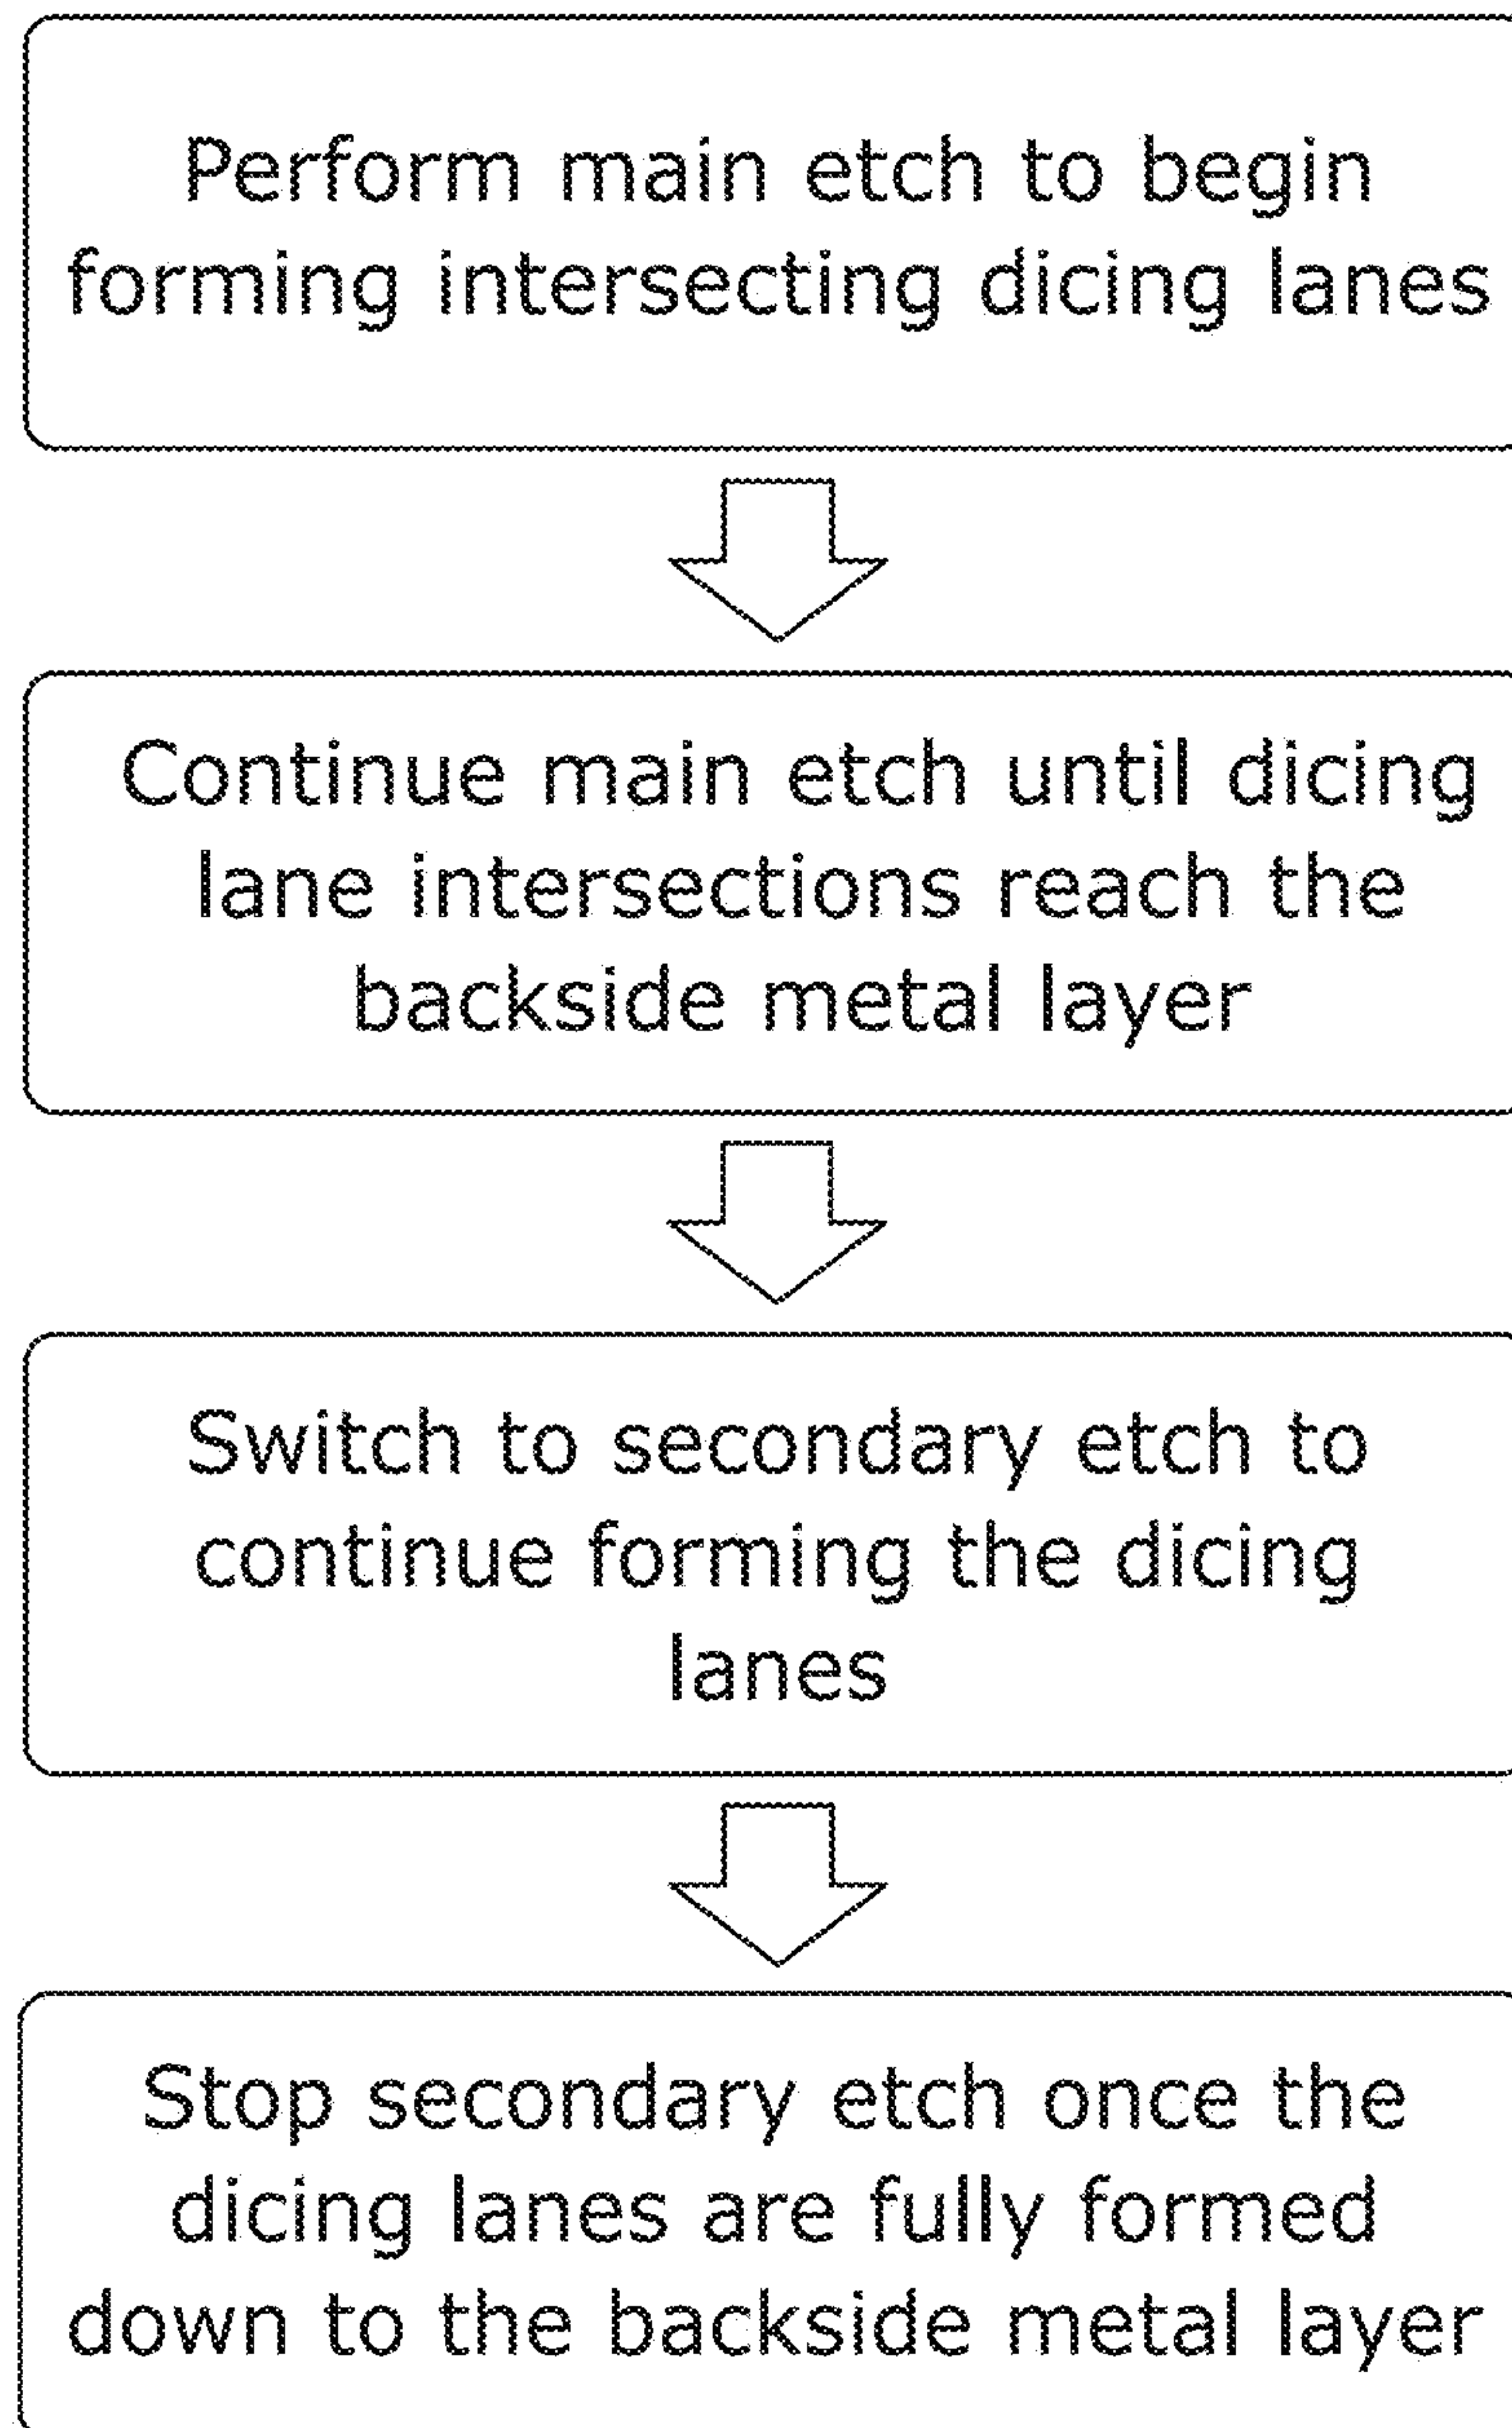 Perform main etch to begin
forming intersecting dicing lanes
Continue main etch until dicing
lane intersections reach the
backside metal layer
Switch to secondary etch to
continue forming the dicing
lanes
Stop secondary etch once the
dicing lanes are fully formed
down to the backside metal layer